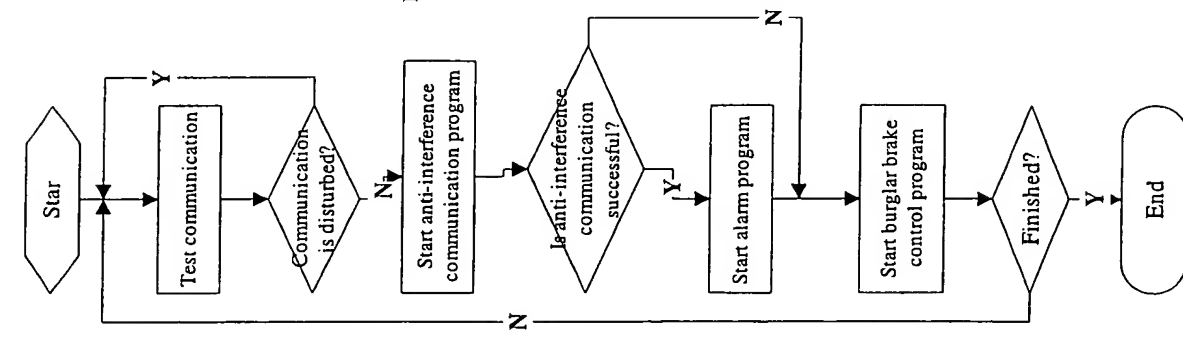 Star
Y
Test communication
Communication
is disturbed?
N
Start anti-interference
communication program
Is anti-interference
communication
successful?
N
Y
Start alarm program
Start burglar brake
control program
N
Finished?
Y
End